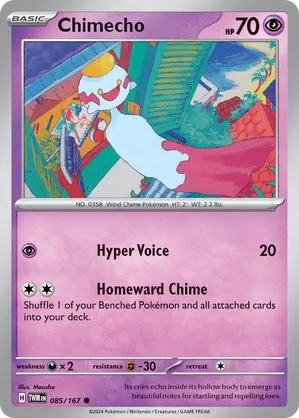 BASIC
Chimecho
HP 70
NO. 0358 Wind Chime Pokémon HT: 2' WT: 2.2 lbs.
Hyper Voice 20
Homeward Chime
Shuffle 1 of your Benched Pokémon and all attached cards
into your deck.
weakness ×2 resistance -30 retreat
Illus. Mousho
H TWM EN 085/167
Its cries echo inside its hollow body to emerge as
beautiful notes for startling and repelling enemies.
©2024 Pokémon / Nintendo / Creatures / GAME FREAK